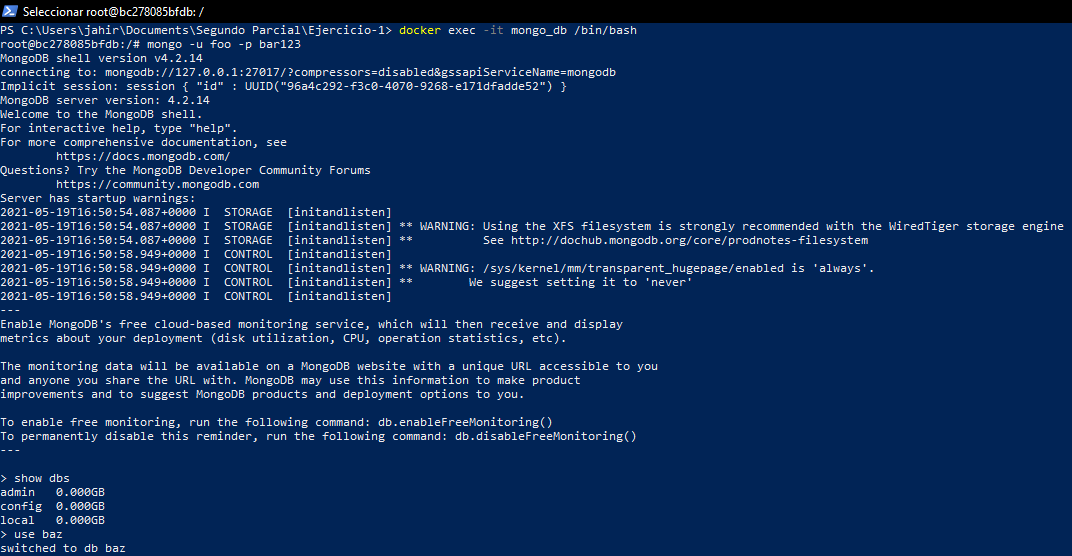 Seleccionar root@bc278085bfdb: /
PS C:\Users\jahir\Documents\Segundo Parcial\Ejercicio-1> docker exec -it mongo_db /bin/bash
root@bc278085bfdb:/# mongo -u foo -p bar123
MongoDB shell version v4.2.14
connecting to: mongodb://127.0.0.1:27017/?compressors=disabled&gssapiServiceName=mongodb
Implicit session: session { "id" : UUID("96a4c292-f3c0-4070-9268-e171dfadde52") }
MongoDB server version: 4.2.14
Welcome to the MongoDB shell.
For interactive help, type "help".
For more comprehensive documentation, see
        https://docs.mongodb.com/
Questions? Try the MongoDB Developer Community Forums
        https://community.mongodb.com
Server has startup warnings:
2021-05-19T16:50:54.087+0000 I  STORAGE  [initandlisten]
2021-05-19T16:50:54.087+0000 I  STORAGE  [initandlisten] ** WARNING: Using the XFS filesystem is strongly recommended with the WiredTiger storage engine
2021-05-19T16:50:54.087+0000 I  STORAGE  [initandlisten] **          See http://dochub.mongodb.org/core/prodnotes-filesystem
2021-05-19T16:50:58.949+0000 I  CONTROL  [initandlisten]
2021-05-19T16:50:58.949+0000 I  CONTROL  [initandlisten] ** WARNING: /sys/kernel/mm/transparent_hugepage/enabled is 'always'.
2021-05-19T16:50:58.949+0000 I  CONTROL  [initandlisten] **        We suggest setting it to 'never'
2021-05-19T16:50:58.949+0000 I  CONTROL  [initandlisten]
---
Enable MongoDB's free cloud-based monitoring service, which will then receive and display
metrics about your deployment (disk utilization, CPU, operation statistics, etc).

The monitoring data will be available on a MongoDB website with a unique URL accessible to you
and anyone you share the URL with. MongoDB may use this information to make product
improvements and to suggest MongoDB products and deployment options to you.

To enable free monitoring, run the following command: db.enableFreeMonitoring()
To permanently disable this reminder, run the following command: db.disableFreeMonitoring()
---

> show dbs
admin   0.000GB
config  0.000GB
local   0.000GB
> use baz
switched to db baz